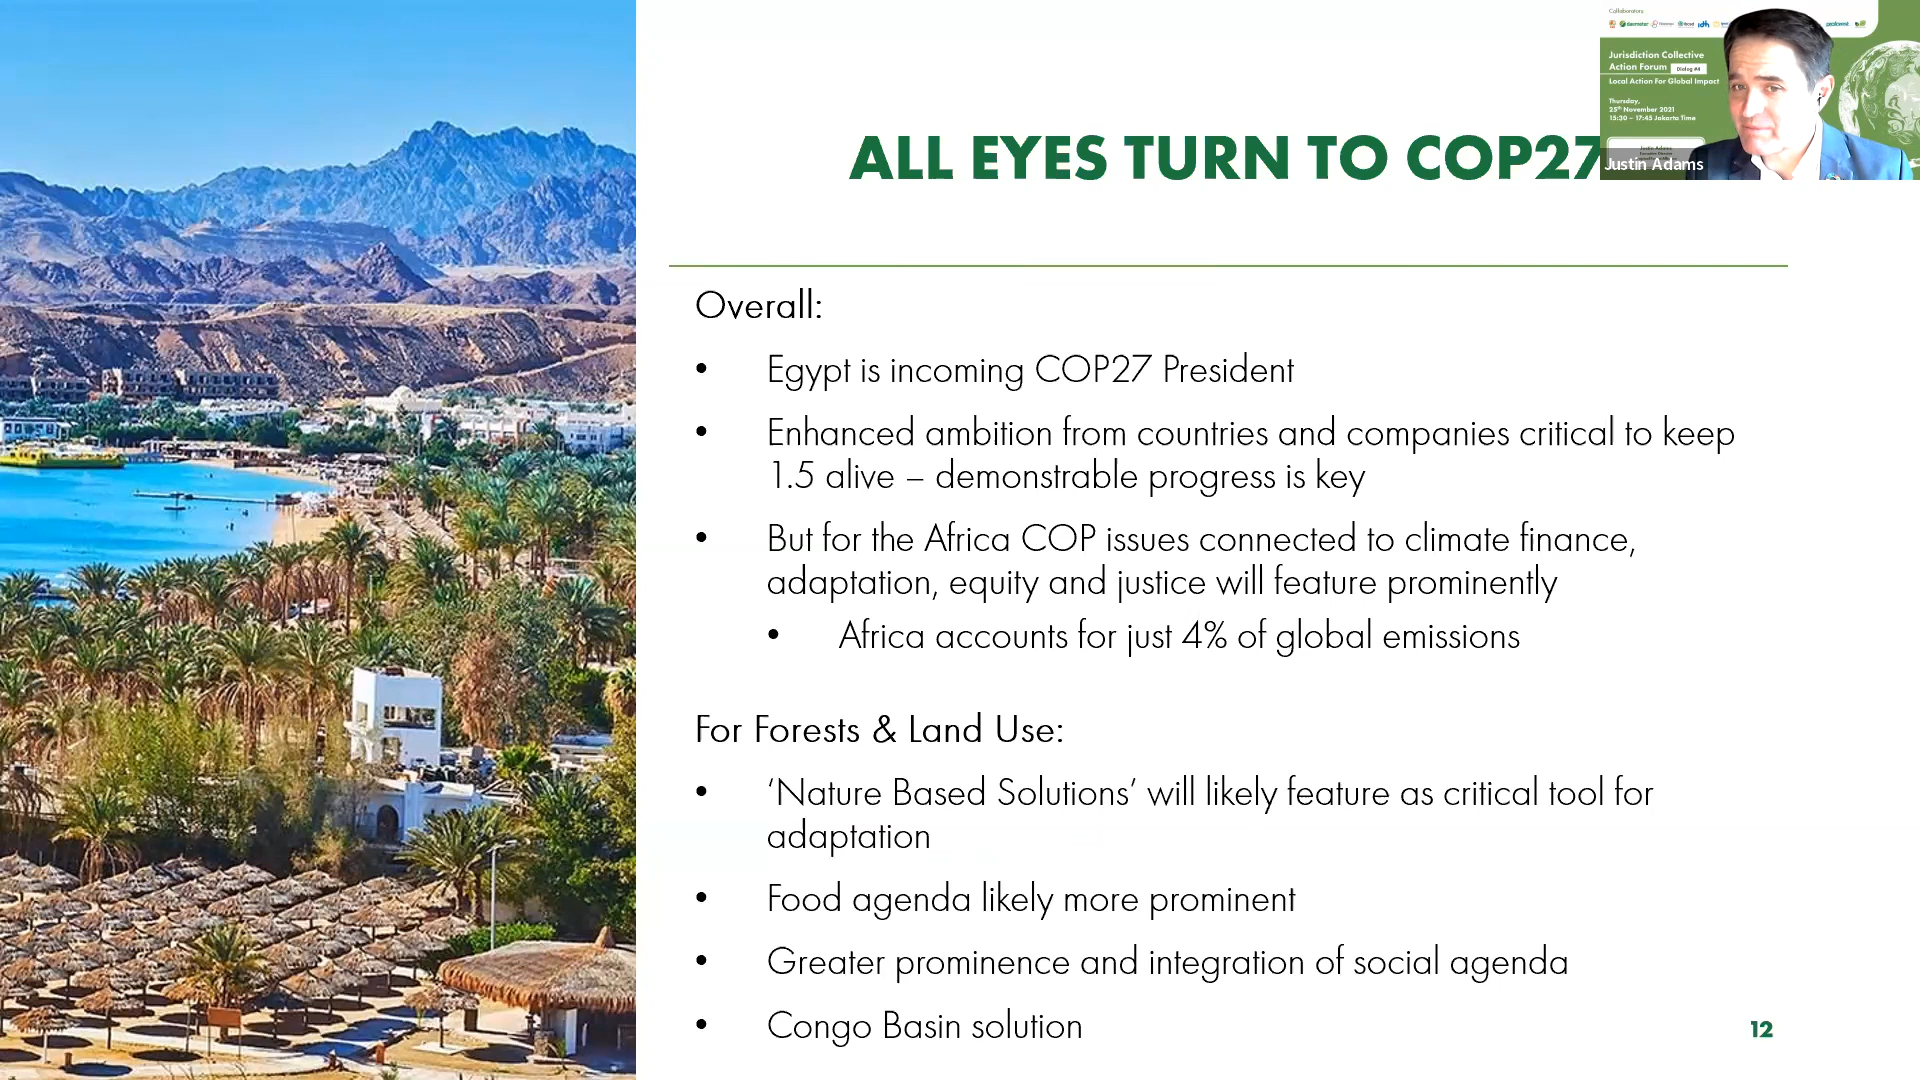 ALL EYES TURN TO COP27
Collaborators:
Jurisdiction Collective
Action Forum Dialog #4
Local Action For Global Impact
Thursday,
25th November 2021
15:30 – 17:45 Jakarta Time
Justin Adams
Justin Adams
Overall:
• Egypt is incoming COP27 President
• Enhanced ambition from countries and companies critical to keep
1.5 alive – demonstrable progress is key
• But for the Africa COP issues connected to climate finance,
adaptation, equity and justice will feature prominently
• Africa accounts for just 4% of global emissions
For Forests & Land Use:
• ‘Nature Based Solutions’ will likely feature as critical tool for
adaptation
• Food agenda likely more prominent
• Greater prominence and integration of social agenda
• Congo Basin solution
12